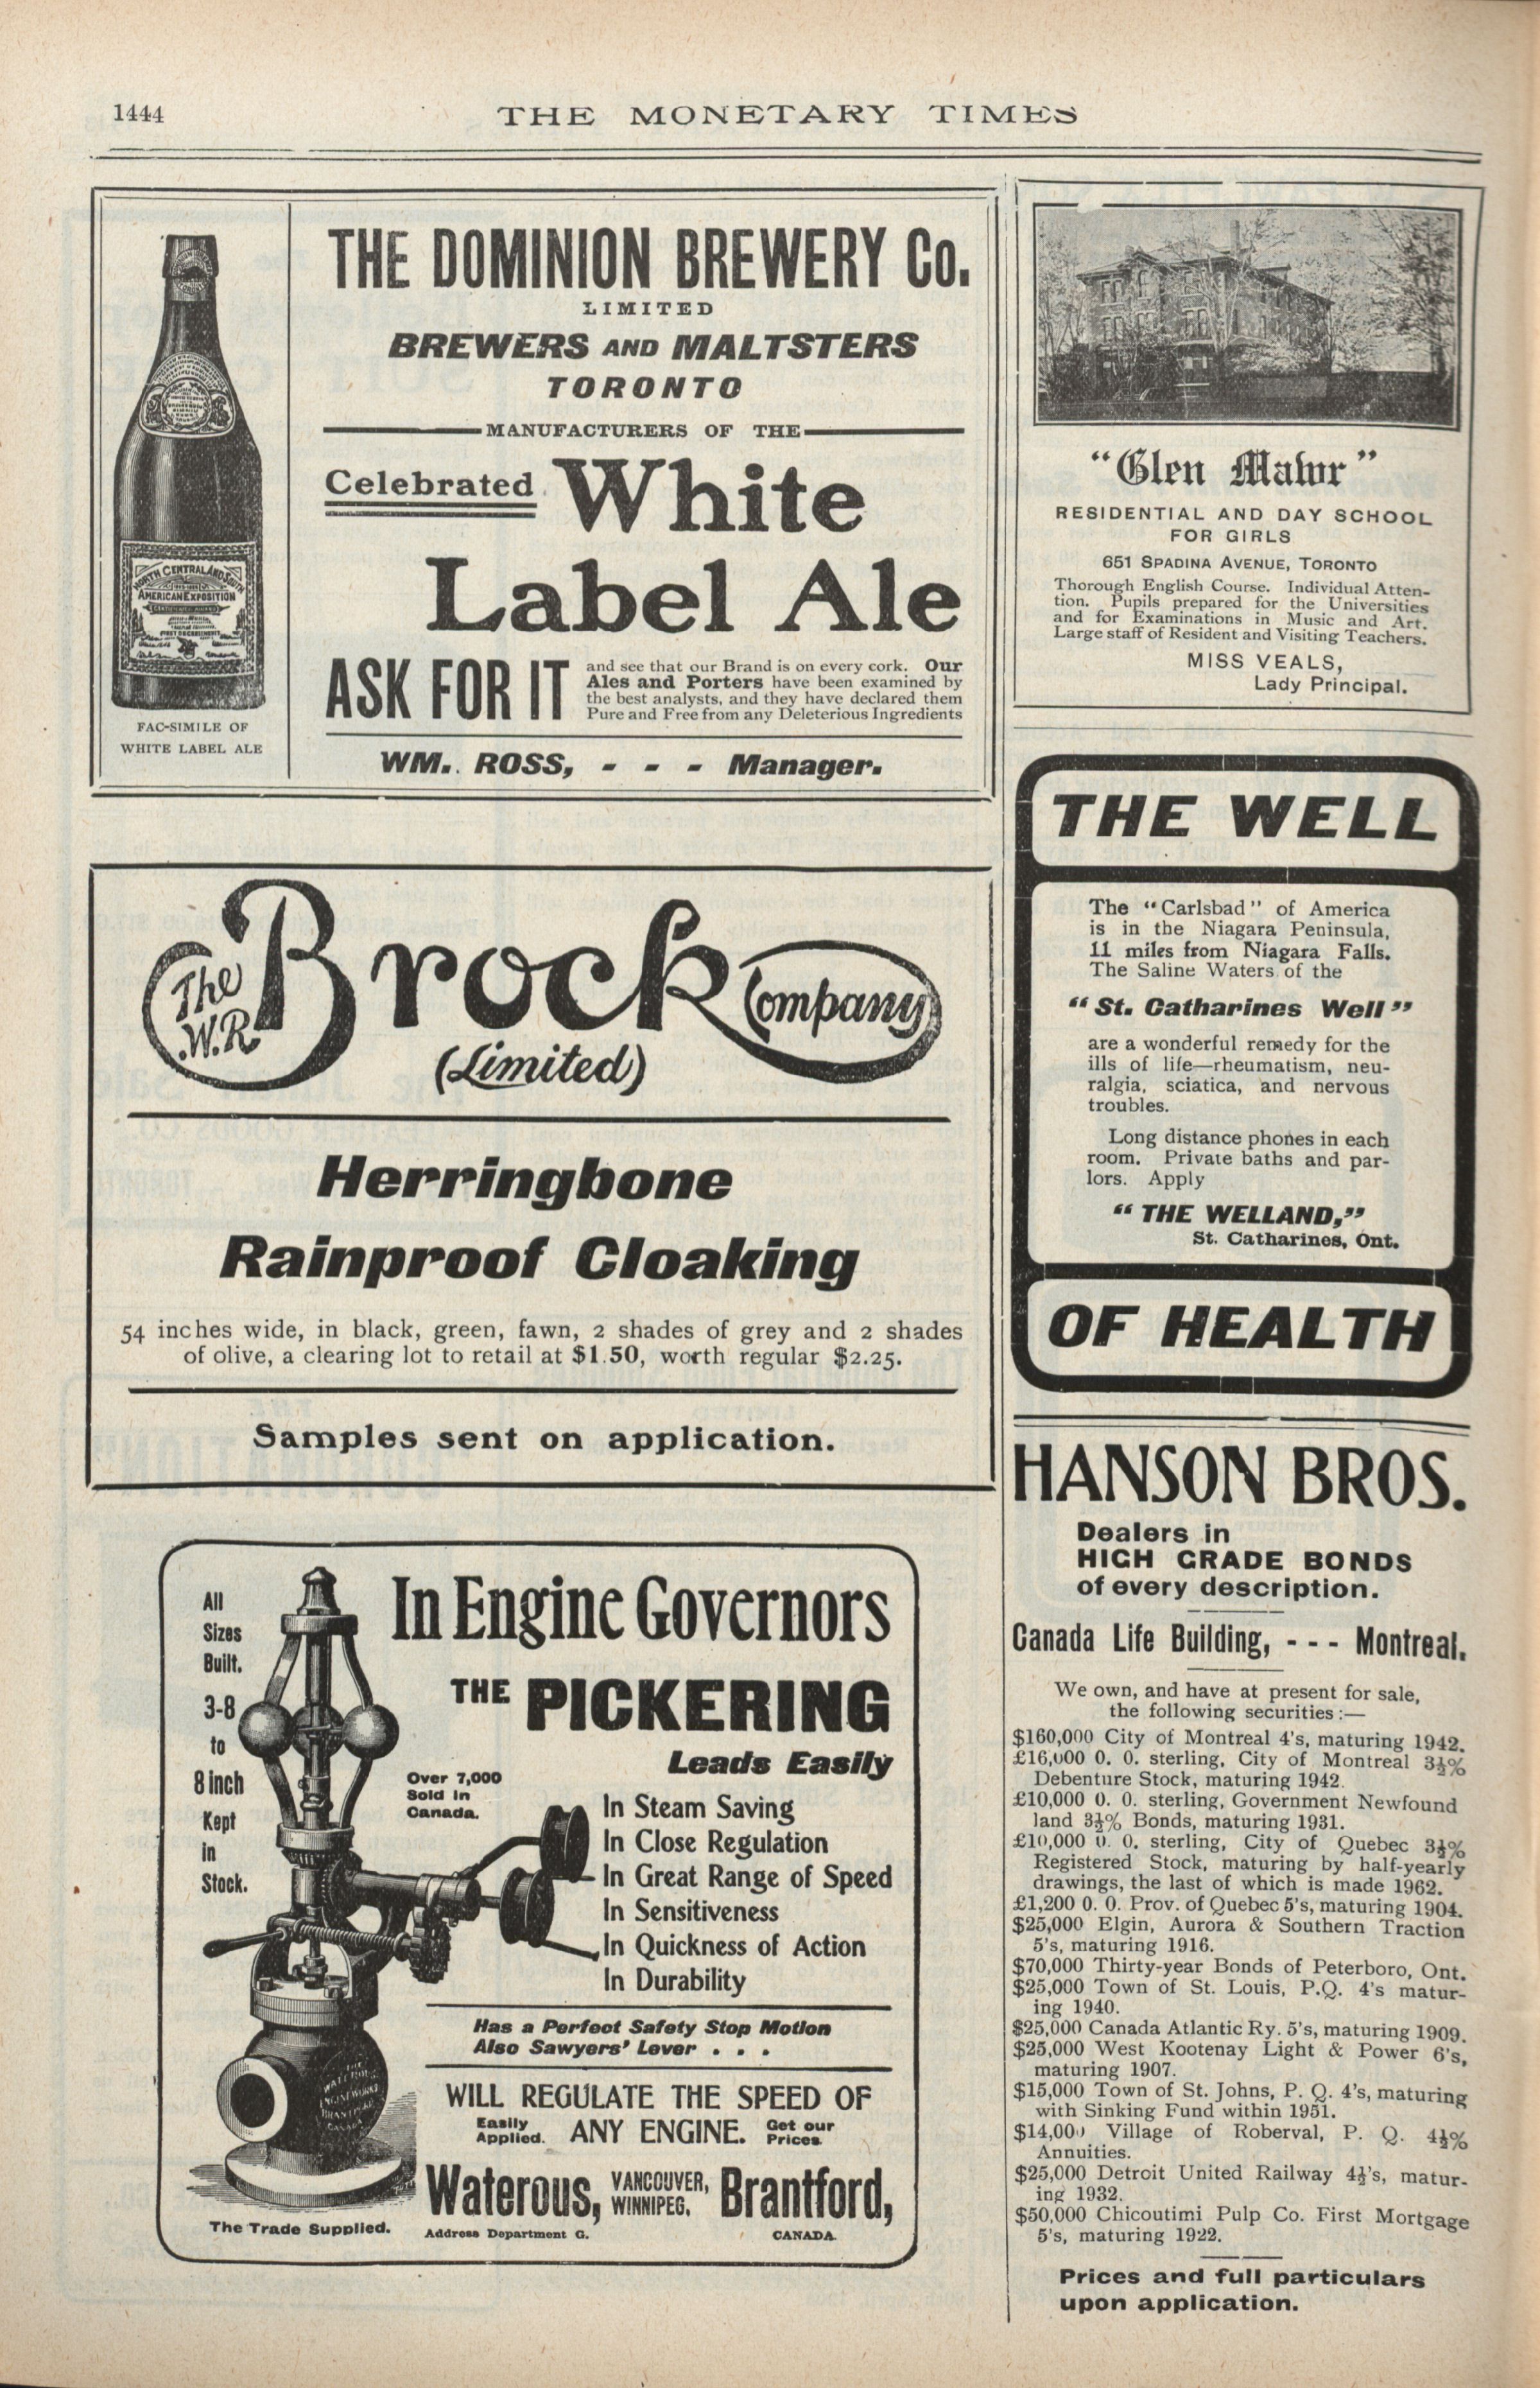 1444
THE MONETARY TIMES
THE DOMINION BREWERY Co.
LIMITED
BREWERS AND MALTSTERS
TORONTO
MANUFACTURERS OF THE
Celebrated White
Label Ale
ASK FOR IT
and see that our Brand is on every cork. Our
Ales and Porters have been examined by
the best analysts, and they have declared them
Pure and Free from any Deleterious Ingredients
WM. ROSS, - - - Manager.
NORTH CENTRAL AND SOUTH
AMERICAN EXPOSITION
FAC-SIMILE OF
WHITE LABEL ALE
The
W.R. Brock Company
(Limited)
Herringbone
Rainproof Cloaking
54 inches wide, in black, green, fawn, 2 shades of grey and 2 shades
of olive, a clearing lot to retail at $1.50, worth regular $2.25.
Samples sent on application.
All
Sizes
Built.
3-8
to
8 inch
Kept
in
Stock.
In Engine Governors
THE PICKERING
Leads Easily
Over 7,000
Sold in
Canada.
In Steam Saving
In Close Regulation
In Great Range of Speed
In Sensitiveness
In Quickness of Action
In Durability
Has a Perfect Safety Stop Motion
Also Sawyers' Lever . . .
WILL REGULATE THE SPEED OF
Easily
Applied.
ANY ENGINE.
Get our
Prices
Waterous,
VANCOUVER,
WINNIPEG.
Brantford,
The Trade Supplied.
Address Department G.
CANADA.
"Glen Mawr"
RESIDENTIAL AND DAY SCHOOL
FOR GIRLS
651 SPADINA AVENUE, TORONTO
Thorough English Course. Individual Atten-
tion. Pupils prepared for the Universities
and for Examinations in Music and Art.
Large staff of Resident and Visiting Teachers.
MISS VEALS,
Lady Principal.
THE WELL
The "Carlsbad" of America
is in the Niagara Peninsula,
11 miles from Niagara Falls.
The Saline Waters of the
"St. Catharines Well"
are a wonderful remedy for the
ills of life—rheumatism, neu-
ralgia, sciatica, and nervous
troubles.
Long distance phones in each
room. Private baths and par-
lors. Apply
"THE WELLAND,"
St. Catharines, Ont.
OF HEALTH
HANSON BROS.
Dealers in
HIGH GRADE BONDS
of every description.
Canada Life Building, - - - Montreal.
We own, and have at present for sale,
the following securities:—
$160,000 City of Montreal 4's, maturing 1942.
£16,000 0. 0. sterling, City of Montreal 3½%
Debenture Stock, maturing 1942.
£10,000 0. 0. sterling, Government Newfound
land 3½% Bonds, maturing 1931.
£10,000 0. 0. sterling, City of Quebec 3½%
Registered Stock, maturing by half-yearly
drawings, the last of which is made 1962.
£1,200 0. 0. Prov. of Quebec 5's, maturing 1904.
$25,000 Elgin, Aurora & Southern Traction
5's, maturing 1916.
$70,000 Thirty-year Bonds of Peterboro, Ont.
$25,000 Town of St. Louis, P.Q. 4's matur-
ing 1940.
$25,000 Canada Atlantic Ry. 5's, maturing 1909.
$25,000 West Kootenay Light & Power 6's,
maturing 1907.
$15,000 Town of St. Johns, P. Q. 4's, maturing
with Sinking Fund within 1951.
$14,000 Village of Roberval, P. Q. 4½%
Annuities.
$25,000 Detroit United Railway 4½'s, matur-
ing 1932.
$50,000 Chicoutimi Pulp Co. First Mortgage
5's, maturing 1922.
Prices and full particulars
upon application.